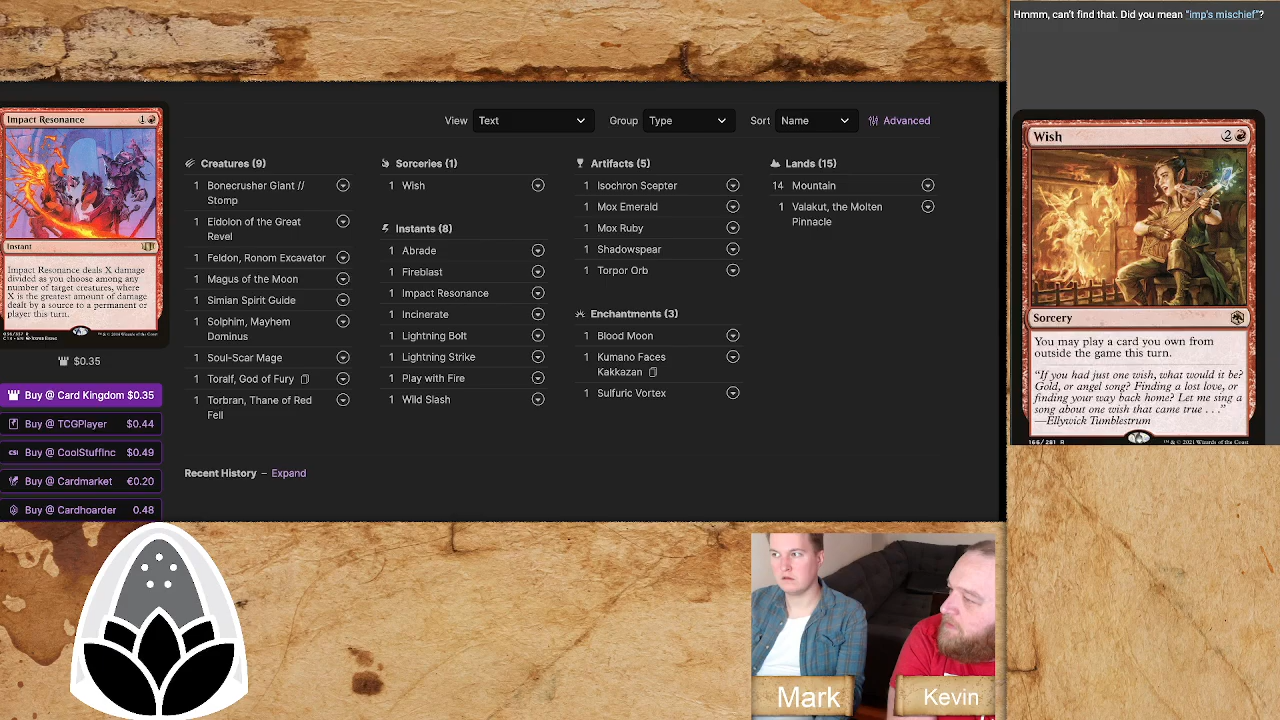 Hmmm, can't find that. Did you mean "imp's mischief"?
View Text Group Type Sort Name Advanced
Impact Resonance
Instant
Impact Resonance deals X damage
divided as you choose among any
number of target creatures, where
X is the greatest amount of damage
dealt by a source to a permanent or
player this turn.
$0.35
Buy @ Card Kingdom $0.35
Buy @ TCGPlayer $0.44
Buy @ CoolStuffInc $0.49
Buy @ Cardmarket €0.20
Buy @ Cardhoarder 0.48
Creatures (9)
1 Bonecrusher Giant //
Stomp
1 Eidolon of the Great
Revel
1 Feldon, Ronom Excavator
1 Magus of the Moon
1 Simian Spirit Guide
1 Solphim, Mayhem
Dominus
1 Soul-Scar Mage
1 Toralf, God of Fury
1 Torbran, Thane of Red
Fell
Sorceries (1)
1 Wish
Instants (8)
1 Abrade
1 Fireblast
1 Impact Resonance
1 Incinerate
1 Lightning Bolt
1 Lightning Strike
1 Play with Fire
1 Wild Slash
Artifacts (5)
1 Isochron Scepter
1 Mox Emerald
1 Mox Ruby
1 Shadowspear
1 Torpor Orb
Enchantments (3)
1 Blood Moon
1 Kumano Faces
Kakkazan
1 Sulfuric Vortex
Lands (15)
14 Mountain
1 Valakut, the Molten
Pinnacle
Recent History – Expand
Wish
2
Sorcery
You may play a card you own from
outside the game this turn.
"If you had just one wish, what would it be?
Gold, or angel song? Finding a lost love, or
finding your way back home? Let me sing a
song about one wish that came true . . ."
—Ellywick Tumblestrum
166/281 R
™ & © 2021 Wizards of the Coast
Mark
Kevin